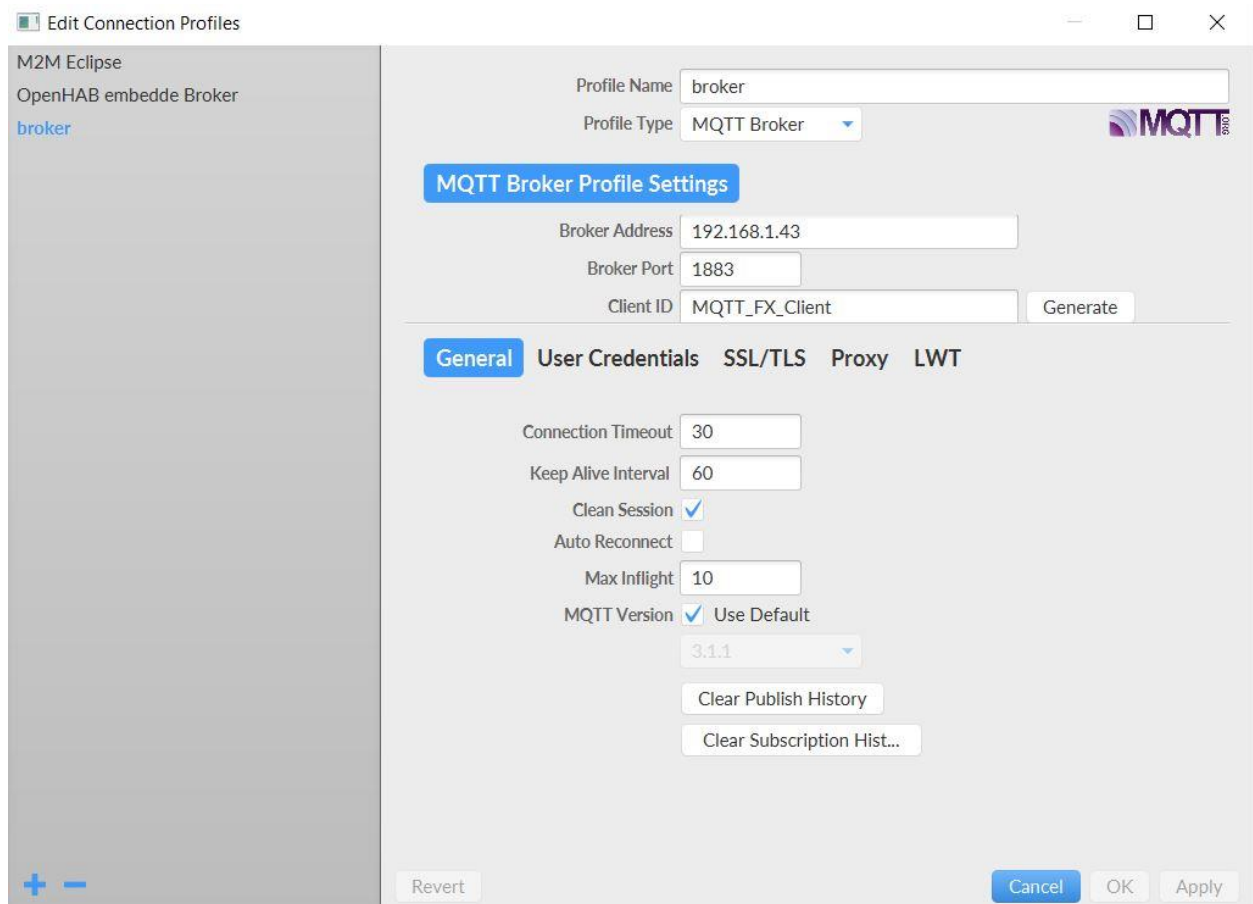 Edit Connection Profiles
M2M Eclipse
OpenHAB embedde Broker
broker
Profile Name broker
Profile Type MQTT Broker
MQTT.ORG
MQTT Broker Profile Settings
Broker Address 192.168.1.43
Broker Port 1883
Client ID MQTT_FX_Client Generate
General User Credentials SSL/TLS Proxy LWT
Connection Timeout 30
Keep Alive Interval 60
Clean Session
Auto Reconnect
Max Inflight 10
MQTT Version Use Default
3.1.1
Clear Publish History
Clear Subscription Hist...
Revert Cancel OK Apply